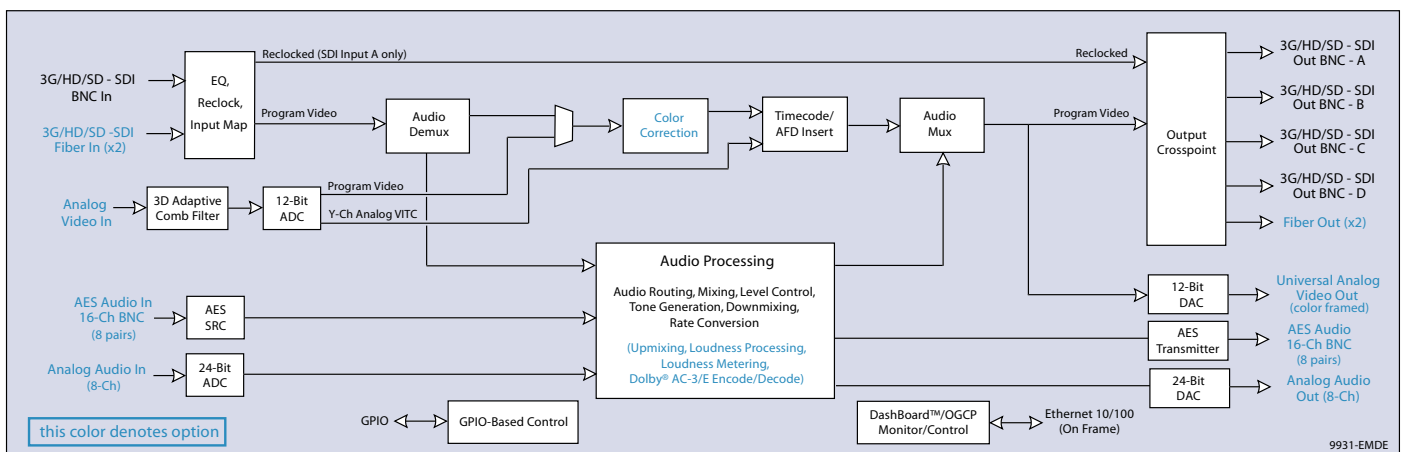 Reclocked (SDI Input A only)
Reclocked
3G/HD/SD - SDI
BNC In
3G/HD/SD -SDI
Fiber In (x2)
EQ,
Reclock,
Input Map
Program Video
Audio
Demux
Color
Correction
Timecode/
AFD Insert
Audio
Mux
Program Video
Output
Crosspoint
3G/HD/SD - SDI
Out BNC - A
3G/HD/SD - SDI
Out BNC - B
3G/HD/SD - SDI
Out BNC - C
3G/HD/SD - SDI
Out BNC - D
Fiber Out (x2)
Analog
Video In
3D Adaptive
Comb Filter
12-Bit
ADC
Program Video
Y-Ch Analog VITC
Audio Processing
Audio Routing, Mixing, Level Control,
Tone Generation, Downmixing,
Rate Conversion
(Upmixing, Loudness Processing,
Loudness Metering,
Dolby® AC-3/E Encode/Decode)
AES Audio In
16-Ch BNC
(8 pairs)
AES
SRC
Analog Audio In
(8-Ch)
24-Bit
ADC
12-Bit
DAC
Universal Analog
Video Out
(color framed)
AES
Transmitter
AES Audio
16-Ch BNC
(8 pairs)
24-Bit
DAC
Analog Audio
Out (8-Ch)
this color denotes option
GPIO
GPIO-Based Control
DashBoard™/OGCP
Monitor/Control
Ethernet 10/100
(On Frame)
9931-EMDE